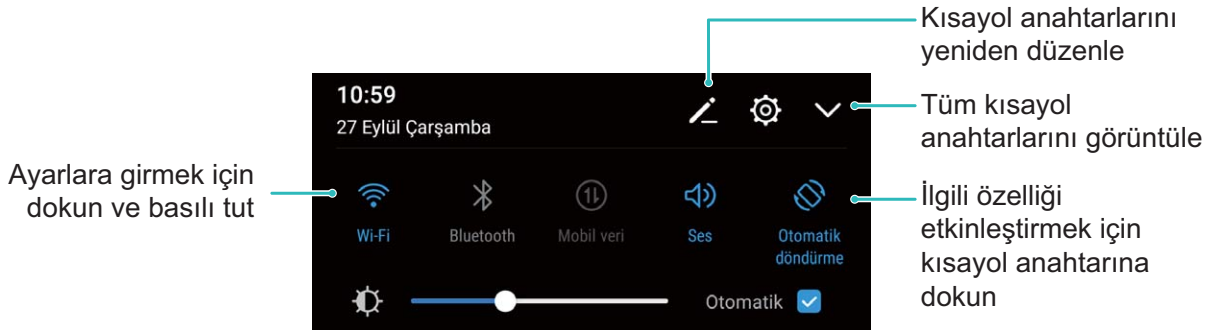 Kısayol anahtarlarını
yeniden düzenle
10:59
27 Eylül Çarşamba
Tüm kısayol
anahtarlarını görüntüle
Ayarlara girmek için
dokun ve basılı tut
Wi-Fi
Bluetooth
Mobil veri
Ses
Otomatik
döndürme
İlgili özelliği
etkinleştirmek için
kısayol anahtarına
dokun
Otomatik